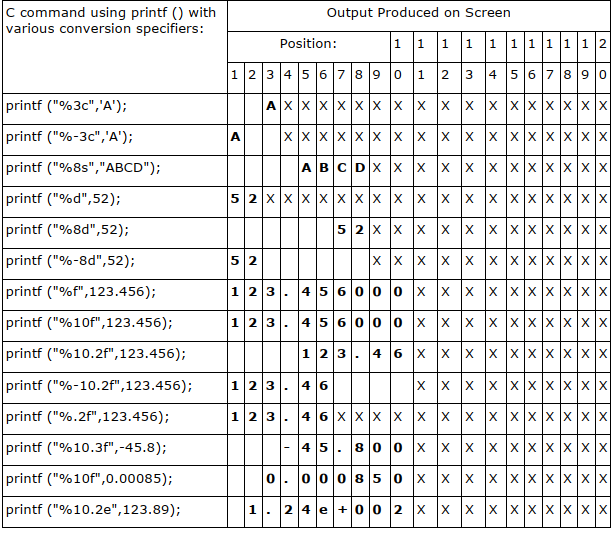 C command using printf () with
various conversion specifiers:
Output Produced on Screen
Position: 1 1 1 1 1 1 1 1 1 1 2
1 2 3 4 5 6 7 8 9 0 1 2 3 4 5 6 7 8 9 0
printf ("%3c",'A'); A X X X X X X X X X X X X X X X X X
printf ("%-3c",'A'); A X X X X X X X X X X X X X X X X X
printf ("%8s","ABCD"); A B C D X X X X X X X X X X X X
printf ("%d",52); 5 2 X X X X X X X X X X X X X X X X X X
printf ("%8d",52); 5 2 X X X X X X X X X X X X
printf ("%-8d",52); 5 2 X X X X X X X X X X X X
printf ("%f",123.456); 1 2 3 . 4 5 6 0 0 0 X X X X X X X X X X
printf ("%10f",123.456); 1 2 3 . 4 5 6 0 0 0 X X X X X X X X X X
printf ("%10.2f",123.456); 1 2 3 . 4 6 X X X X X X X X X X
printf ("%-10.2f",123.456); 1 2 3 . 4 6 X X X X X X X X X X
printf ("%.2f",123.456); 1 2 3 . 4 6 X X X X X X X X X X X X X X
printf ("%10.3f",-45.8); - 4 5 . 8 0 0 X X X X X X X X X X
printf ("%10f",0.00085); 0 . 0 0 0 8 5 0 X X X X X X X X X X
printf ("%10.2e",123.89); 1 . 2 4 e + 0 0 2 X X X X X X X X X X